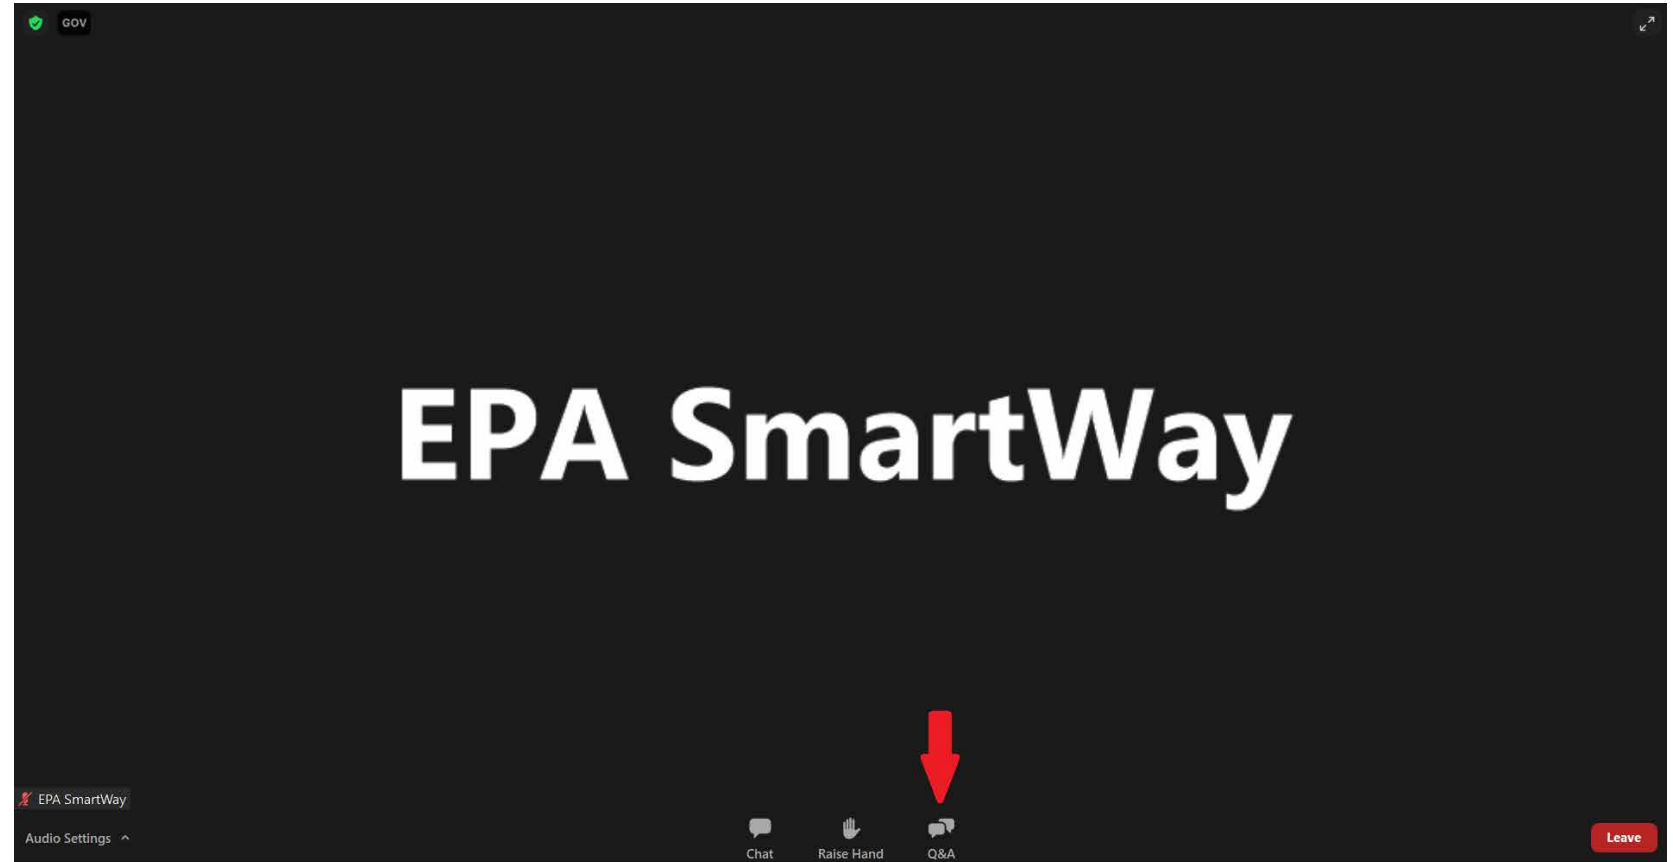 GOV
EPA SmartWay
EPA SmartWay
Audio Settings
Chat
Raise Hand
Q&A
Leave